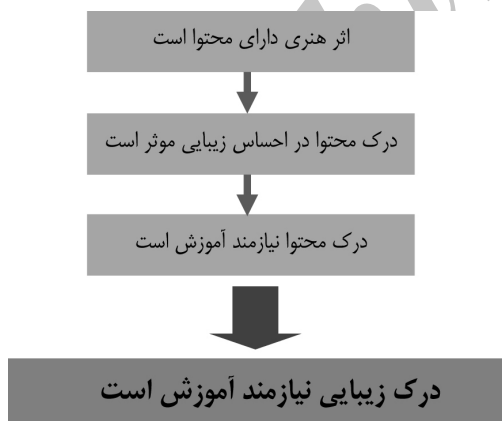 اثر هنری دارای محتوا است
درک محتوا در احساس زیبایی موثر است
درک محتوا نیازمند آموزش است
درک زیبایی نیازمند آموزش است